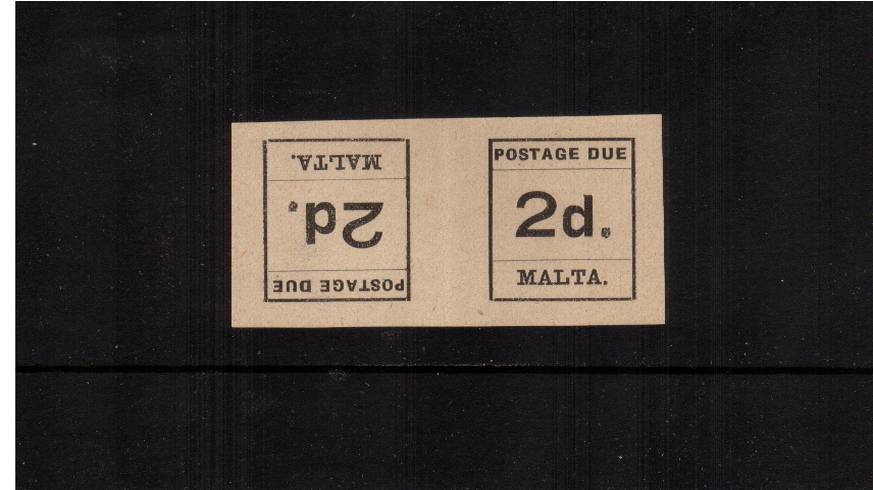 MALTA.
2d.
POSTAGE DUE
POSTAGE DUE
2d.
MALTA.